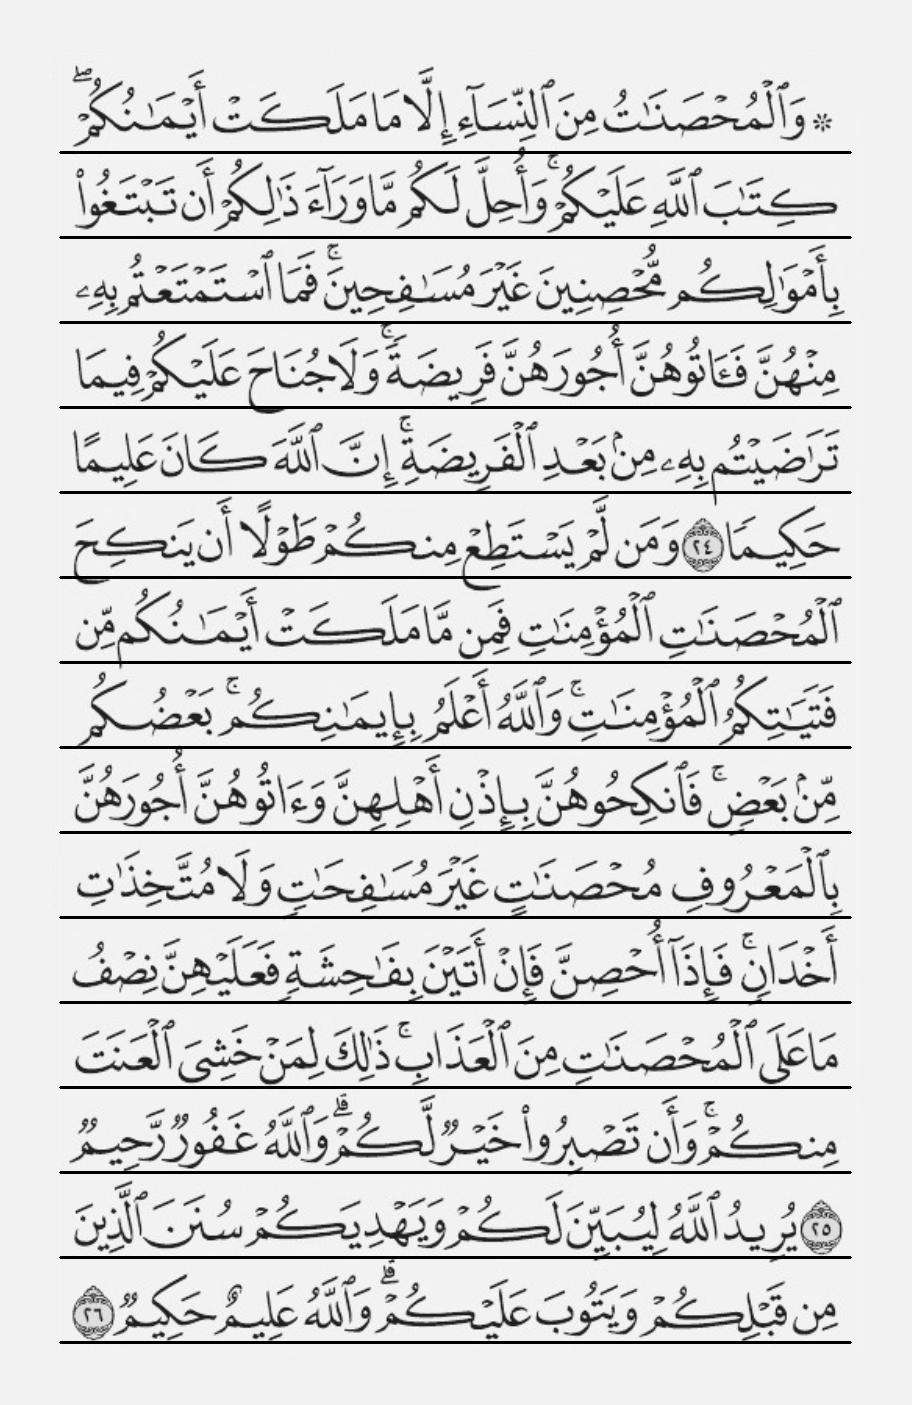 ۞ وَٱلْمُحْصَنَـٰتُ مِنَ ٱلنِّسَآءِ إِلَّا مَا مَلَكَتْ أَيْمَـٰنُكُمْ ۖ
كِتَـٰبَ ٱللَّهِ عَلَيْكُمْ ۚ وَأُحِلَّ لَكُم مَّا وَرَآءَ ذَٰلِكُمْ أَن تَبْتَغُوا۟
بِأَمْوَٰلِكُم مُّحْصِنِينَ غَيْرَ مُسَـٰفِحِينَ ۚ فَمَا ٱسْتَمْتَعْتُم بِهِۦ
مِنْهُنَّ فَـَٔاتُوهُنَّ أُجُورَهُنَّ فَرِيضَةً ۚ وَلَا جُنَاحَ عَلَيْكُمْ فِيمَا
تَرَٰضَيْتُم بِهِۦ مِنۢ بَعْدِ ٱلْفَرِيضَةِ ۚ إِنَّ ٱللَّهَ كَانَ عَلِيمًا
حَكِيمًا ٢٤ وَمَن لَّمْ يَسْتَطِعْ مِنكُمْ طَوْلًا أَن يَنكِحَ
ٱلْمُحْصَنَـٰتِ ٱلْمُؤْمِنَـٰتِ فَمِن مَّا مَلَكَتْ أَيْمَـٰنُكُم مِّن
فَتَيَـٰتِكُمُ ٱلْمُؤْمِنَـٰتِ ۚ وَٱللَّهُ أَعْلَمُ بِإِيمَـٰنِكُم ۚ بَعْضُكُم
مِّنۢ بَعْضٍ ۚ فَٱنكِحُوهُنَّ بِإِذْنِ أَهْلِهِنَّ وَءَاتُوهُنَّ أُجُورَهُنَّ
بِٱلْمَعْرُوفِ مُحْصَنَـٰتٍ غَيْرَ مُسَـٰفِحَـٰتٍ وَلَا مُتَّخِذَٰتِ
أَخْدَانٍ ۚ فَإِذَآ أُحْصِنَّ فَإِنْ أَتَيْنَ بِفَـٰحِشَةٍ فَعَلَيْهِنَّ نِصْفُ
مَا عَلَى ٱلْمُحْصَنَـٰتِ مِنَ ٱلْعَذَابِ ۚ ذَٰلِكَ لِمَنْ خَشِىَ ٱلْعَنَتَ
مِنكُمْ ۚ وَأَن تَصْبِرُوا۟ خَيْرٌ لَّكُمْ ۗ وَٱللَّهُ غَفُورٌ رَّحِيمٌ
٢٥ يُرِيدُ ٱللَّهُ لِيُبَيِّنَ لَكُمْ وَيَهْدِيَكُمْ سُنَنَ ٱلَّذِينَ
مِن قَبْلِكُمْ وَيَتُوبَ عَلَيْكُمْ ۗ وَٱللَّهُ عَلِيمٌ حَكِيمٌ ٢٦